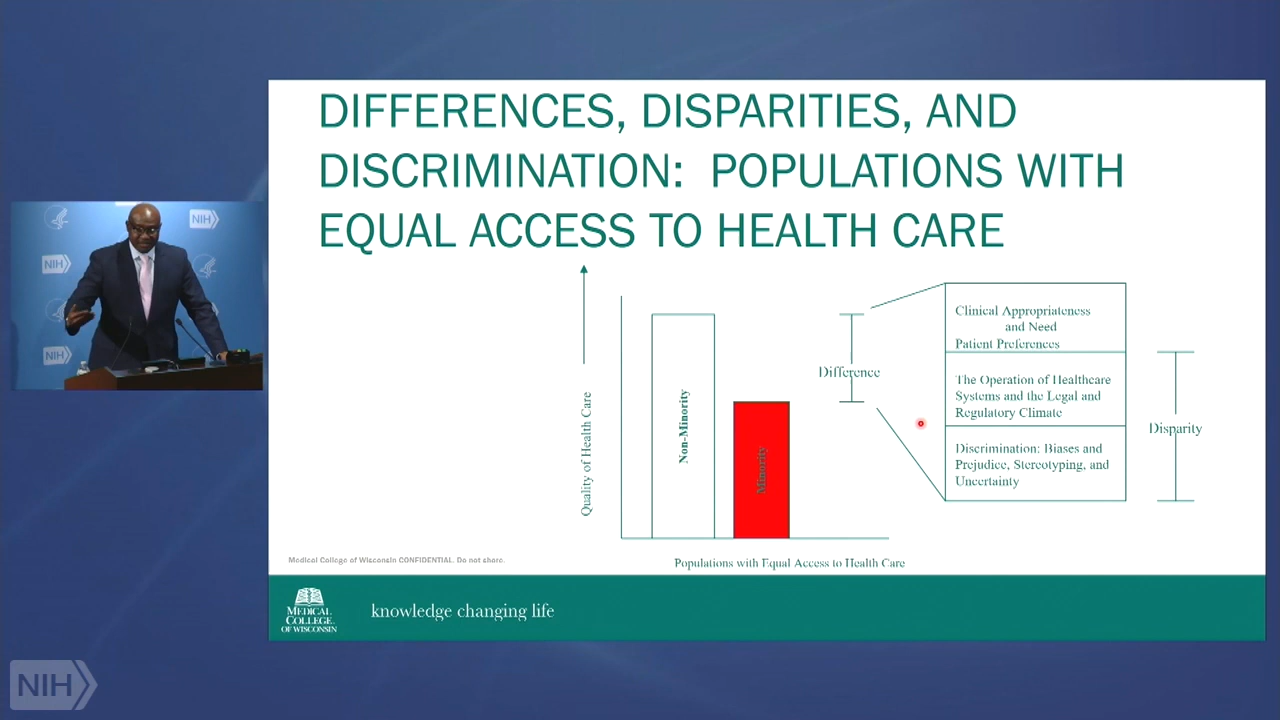 DIFFERENCES, DISPARITIES, AND
DISCRIMINATION: POPULATIONS WITH
EQUAL ACCESS TO HEALTH CARE
NIH
NIH
NIH
Quality of Health Care
Non-Minority
Minority
Difference
Clinical Appropriateness
and Need
Patient Preferences
The Operation of Healthcare
Systems and the Legal and
Regulatory Climate
Discrimination: Biases and
Prejudice, Stereotyping, and
Uncertainty
Disparity
Populations with Equal Access to Health Care
Medical College of Wisconsin CONFIDENTIAL. Do not share.
MEDICAL
COLLEGE
OF WISCONSIN
knowledge changing life
NIH